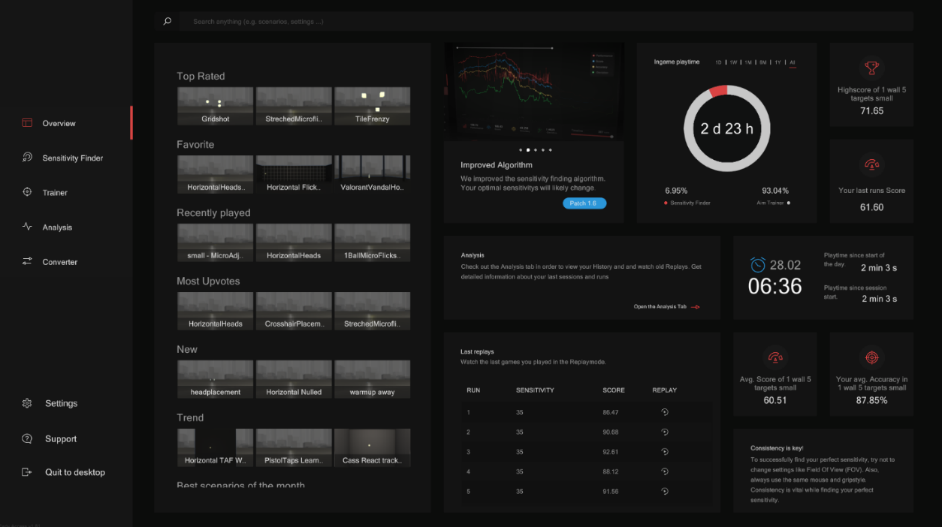 Search anything (e.g. scenarios, settings ...)
Overview
Sensitivity Finder
Trainer
Analysis
Converter
Settings
Support
Quit to desktop
Top Rated
Gridshot
StrechedMicrofli..
TileFrenzy
Favorite
HorizontalHeads..
Horizontal Flick..
ValorantVandalHo..
Recently played
small - MicroAdj..
HorizontalHeads
1BallMicroFlicks..
Most Upvotes
HorizontalHeads
CrosshairPlacem..
StrechedMicrofli..
New
headplacement
Horizontal Nulled
warmup away
Trend
Horizontal TAF W..
PistolTaps Learn..
Cass React track..
Best scenarios of the month
Improved Algorithm
We improved the sensitivity finding algorithm.
Your optimal sensitivitys will likely change.
Patch 1.6
Ingame playtime
1D | 1W | 1M | 3M | 1Y | All
2 d 23 h
6.95%
Sensitivity Finder
93.04%
Aim Trainer
Highscore of 1 wall 5
targets small
71.65
Your last runs Score
61.60
Analysis
Check out the Analysis tab in order to view your History and and watch old Replays. Get
detailed information about your last sessions and runs
Open the Analysis Tab
28.02
06:36
Playtime since start of
the day
2 min 3 s
Playtime since session
start.
2 min 3 s
Last replays
Watch the last games you played in the Replaymode.
RUN SENSITIVITY SCORE REPLAY
1 35 88.47
2 35 90.68
3 35 92.81
4 35 88.12
5 35 91.66
Avg. Score of 1 wall 5
targets small
60.51
Your avg. Accuracy in
1 wall 5 targets small
87.85%
Consistency is key!
To successfully find your perfect sensitivity, try not to
change settings like Field Of View (FOV). Also,
always use the same mouse and gripstyle.
Consistency is vital while finding your perfect
sensitivity.